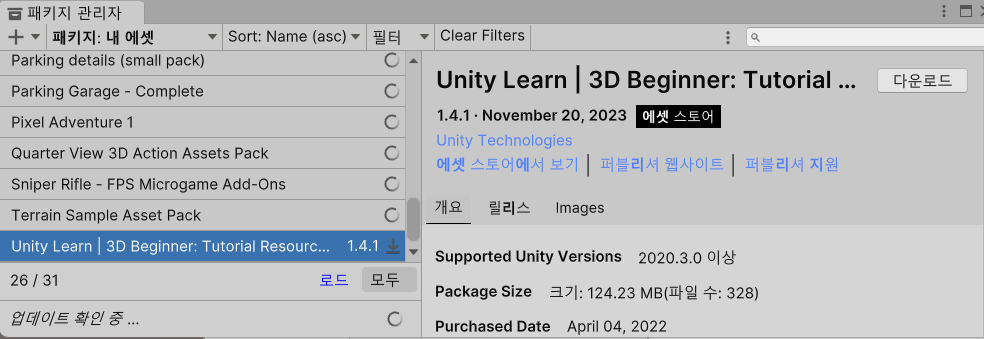 패키지 관리자
패키지: 내 에셋 Sort: Name (asc) 필터 Clear Filters
Parking details (small pack)
Parking Garage - Complete
Pixel Adventure 1
Quarter View 3D Action Assets Pack
Sniper Rifle - FPS Microgame Add-Ons
Terrain Sample Asset Pack
Unity Learn | 3D Beginner: Tutorial Resourc... 1.4.1
26 / 31 로드 모두
업데이트 확인 중 ...
Unity Learn | 3D Beginner: Tutorial ... 다운로드
1.4.1 · November 20, 2023 에셋 스토어
Unity Technologies
에셋 스토어에서 보기 | 퍼블리셔 웹사이트 | 퍼블리셔 지원
개요 릴리스 Images
Supported Unity Versions 2020.3.0 이상
Package Size 크기: 124.23 MB(파일 수: 328)
Purchased Date April 04, 2022